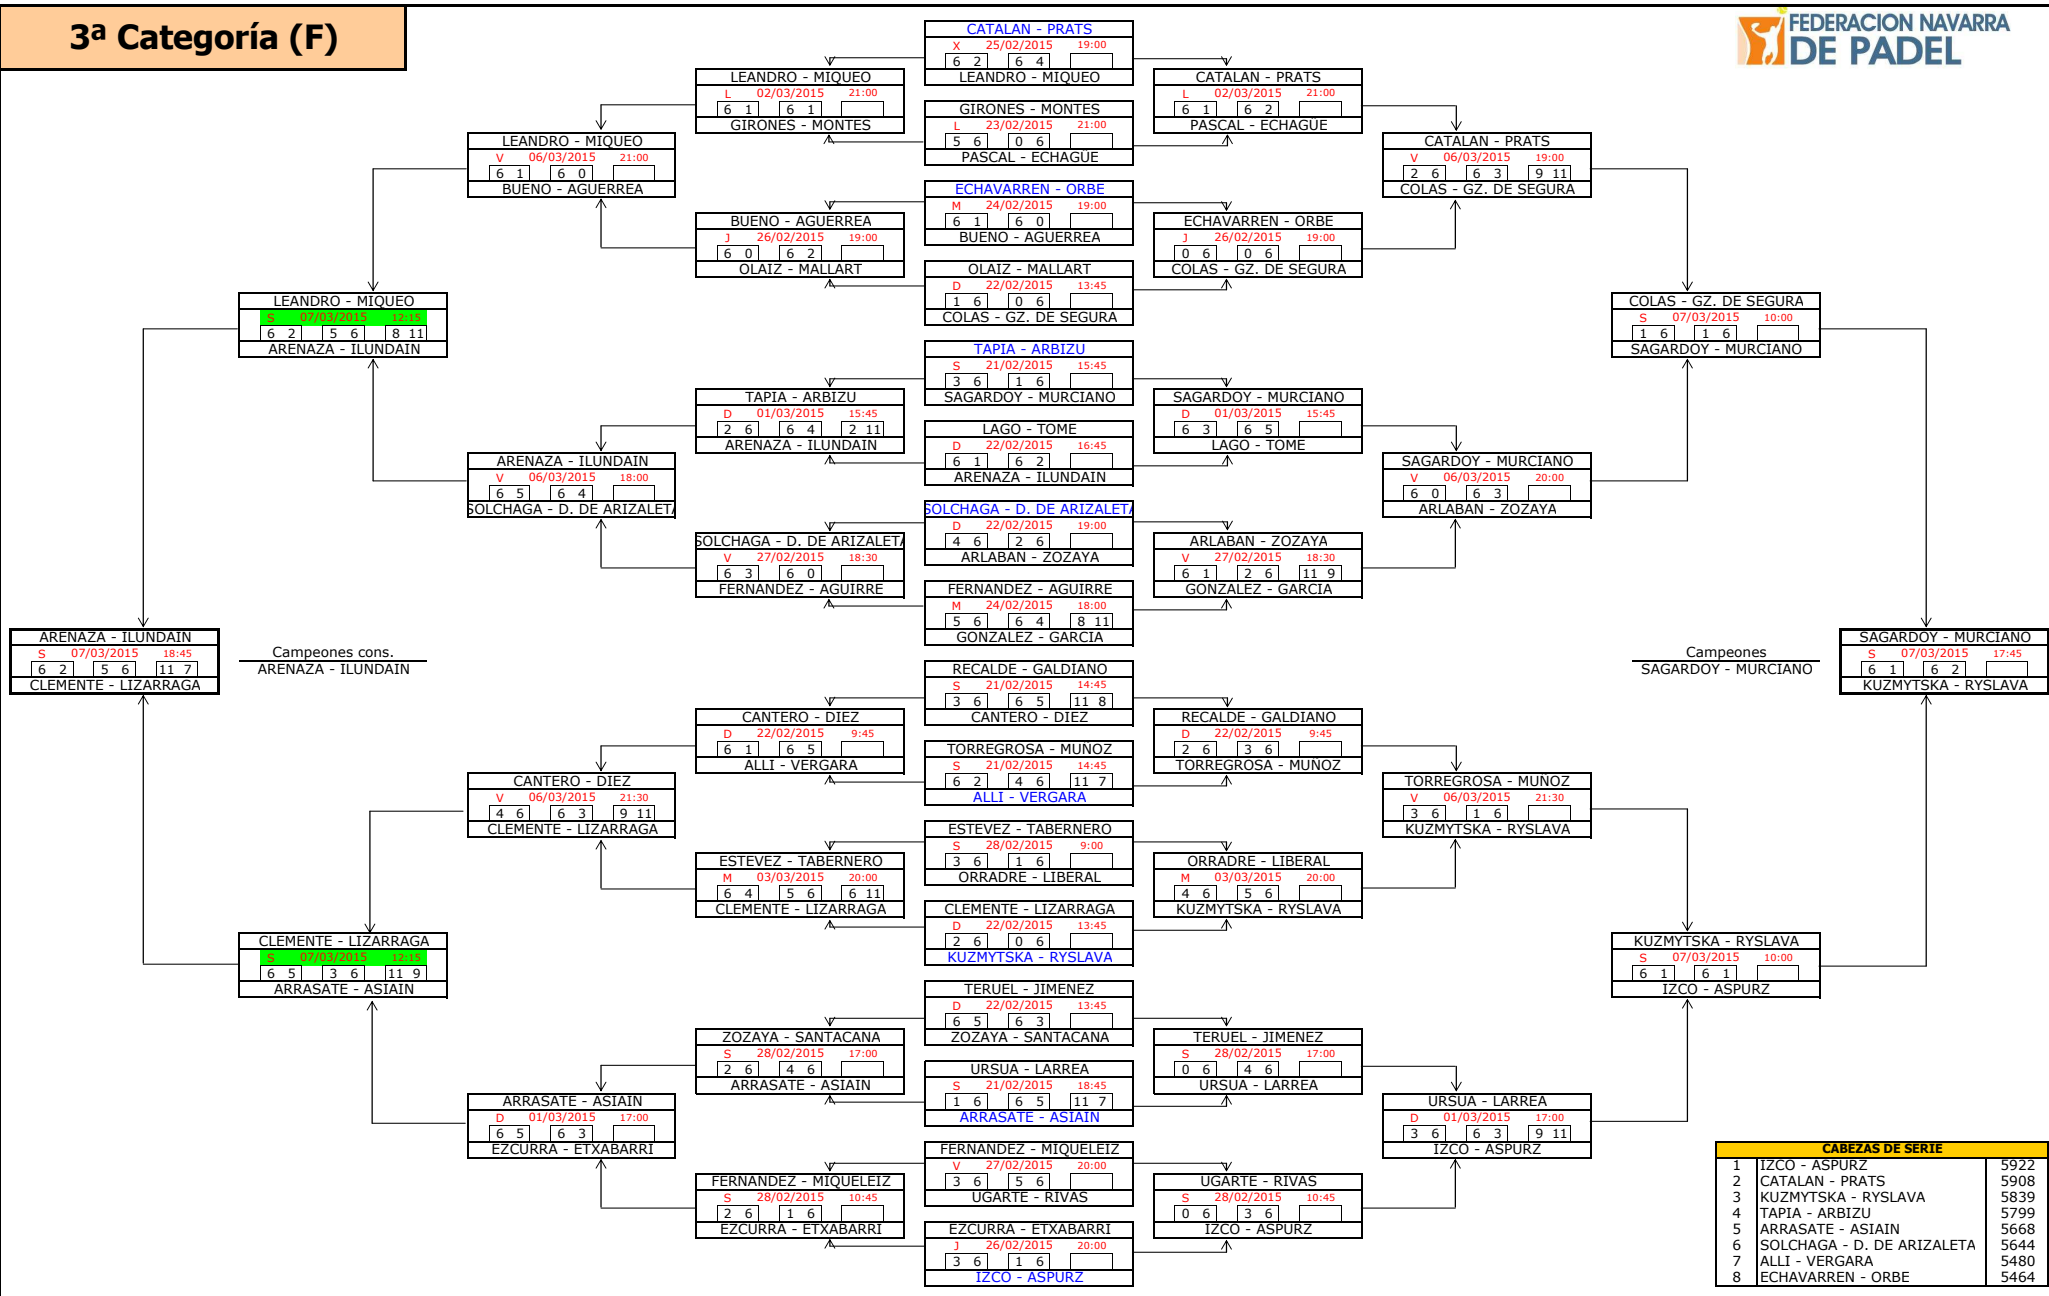 3ª Categoría (F)
FEDERACION NAVARRA
DE PADEL
ARENAZA - ILUNDAIN
S 07/03/2015 18:45
6 2 5 6 11 7
CLEMENTE - LIZARRAGA
Campeones cons.
ARENAZA - ILUNDAIN
LEANDRO - MIQUEO
S 07/03/2015 12:15
6 2 5 6 8 11
ARENAZA - ILUNDAIN
CLEMENTE - LIZARRAGA
S 07/03/2015 12:15
6 5 3 6 11 9
ARRASATE - ASIAIN
LEANDRO - MIQUEO
V 06/03/2015 21:00
6 1 6 0
BUENO - AGUERREA
ARENAZA - ILUNDAIN
V 06/03/2015 18:00
6 5 6 4
SOLCHAGA - D. DE ARIZALETA
CANTERO - DIEZ
V 06/03/2015 21:30
4 6 6 3 9 11
CLEMENTE - LIZARRAGA
ARRASATE - ASIAIN
D 01/03/2015 17:00
6 5 6 3
EZCURRA - ETXABARRI
LEANDRO - MIQUEO
L 02/03/2015 21:00
6 1 6 1
GIRONES - MONTES
BUENO - AGUERREA
J 26/02/2015 19:00
6 0 6 2
OLAIZ - MALLART
TAPIA - ARBIZU
D 01/03/2015 15:45
2 6 6 4 2 11
ARENAZA - ILUNDAIN
SOLCHAGA - D. DE ARIZALETA
V 27/02/2015 18:30
6 3 6 0
FERNANDEZ - AGUIRRE
CANTERO - DIEZ
D 22/02/2015 9:45
6 1 6 5
ALLI - VERGARA
ESTEVEZ - TABERNERO
M 03/03/2015 20:00
6 4 5 6 6 11
CLEMENTE - LIZARRAGA
ZOZAYA - SANTACANA
S 28/02/2015 17:00
2 6 4 6
ARRASATE - ASIAIN
FERNANDEZ - MIQUELEIZ
S 28/02/2015 10:45
2 6 1 6
EZCURRA - ETXABARRI
CATALAN - PRATS
X 25/02/2015 19:00
6 2 6 4
LEANDRO - MIQUEO
GIRONES - MONTES
L 23/02/2015 21:00
5 6 0 6
PASCAL - ECHAGÜE
ECHAVARREN - ORBE
M 24/02/2015 19:00
6 1 6 0
BUENO - AGUERREA
OLAIZ - MALLART
D 22/02/2015 13:45
1 6 0 6
COLAS - GZ. DE SEGURA
TAPIA - ARBIZU
S 21/02/2015 15:45
3 6 1 6
SAGARDOY - MURCIANO
LAGO - TOME
D 22/02/2015 16:45
6 1 6 2
ARENAZA - ILUNDAIN
SOLCHAGA - D. DE ARIZALETA
D 22/02/2015 19:00
4 6 2 6
ARLABAN - ZOZAYA
FERNANDEZ - AGUIRRE
M 24/02/2015 18:00
5 6 6 4 8 11
GONZALEZ - GARCIA
RECALDE - GALDIANO
S 21/02/2015 14:45
3 6 6 5 11 8
CANTERO - DIEZ
TORREGROSA - MUÑOZ
S 21/02/2015 14:45
6 2 4 6 11 7
ALLI - VERGARA
ESTEVEZ - TABERNERO
S 28/02/2015 9:00
3 6 1 6
ORRADRE - LIBERAL
CLEMENTE - LIZARRAGA
D 22/02/2015 13:45
2 6 0 6
KUZMYTSKA - RYSLAVA
TERUEL - JIMENEZ
D 22/02/2015 13:45
6 5 6 3
ZOZAYA - SANTACANA
URSUA - LARREA
S 21/02/2015 18:45
1 6 6 5 11 7
ARRASATE - ASIAIN
FERNANDEZ - MIQUELEIZ
V 27/02/2015 20:00
3 6 5 6
UGARTE - RIVAS
EZCURRA - ETXABARRI
J 26/02/2015 20:00
3 6 1 6
IZCO - ASPURZ
CATALAN - PRATS
L 02/03/2015 21:00
6 1 6 2
PASCAL - ECHAGÜE
ECHAVARREN - ORBE
J 26/02/2015 19:00
0 6 0 6
COLAS - GZ. DE SEGURA
SAGARDOY - MURCIANO
D 01/03/2015 15:45
6 3 6 5
LAGO - TOME
ARLABAN - ZOZAYA
V 27/02/2015 18:30
6 1 2 6 11 9
GONZALEZ - GARCIA
RECALDE - GALDIANO
D 22/02/2015 9:45
2 6 3 6
TORREGROSA - MUÑOZ
ORRADRE - LIBERAL
M 03/03/2015 20:00
4 6 5 6
KUZMYTSKA - RYSLAVA
TERUEL - JIMENEZ
S 28/02/2015 17:00
0 6 4 6
URSUA - LARREA
UGARTE - RIVAS
S 28/02/2015 10:45
0 6 3 6
IZCO - ASPURZ
CATALAN - PRATS
V 06/03/2015 19:00
2 6 6 3 9 11
COLAS - GZ. DE SEGURA
SAGARDOY - MURCIANO
V 06/03/2015 20:00
6 0 6 3
ARLABAN - ZOZAYA
TORREGROSA - MUÑOZ
V 06/03/2015 21:30
3 6 1 6
KUZMYTSKA - RYSLAVA
URSUA - LARREA
D 01/03/2015 17:00
3 6 6 3 9 11
IZCO - ASPURZ
COLAS - GZ. DE SEGURA
S 07/03/2015 10:00
1 6 1 6
SAGARDOY - MURCIANO
KUZMYTSKA - RYSLAVA
S 07/03/2015 10:00
6 1 6 1
IZCO - ASPURZ
Campeones
SAGARDOY - MURCIANO
SAGARDOY - MURCIANO
S 07/03/2015 17:45
6 1 6 2
KUZMYTSKA - RYSLAVA
CABEZAS DE SERIE
1 IZCO - ASPURZ 5922
2 CATALAN - PRATS 5908
3 KUZMYTSKA - RYSLAVA 5839
4 TAPIA - ARBIZU 5799
5 ARRASATE - ASIAIN 5668
6 SOLCHAGA - D. DE ARIZALETA 5644
7 ALLI - VERGARA 5480
8 ECHAVARREN - ORBE 5464